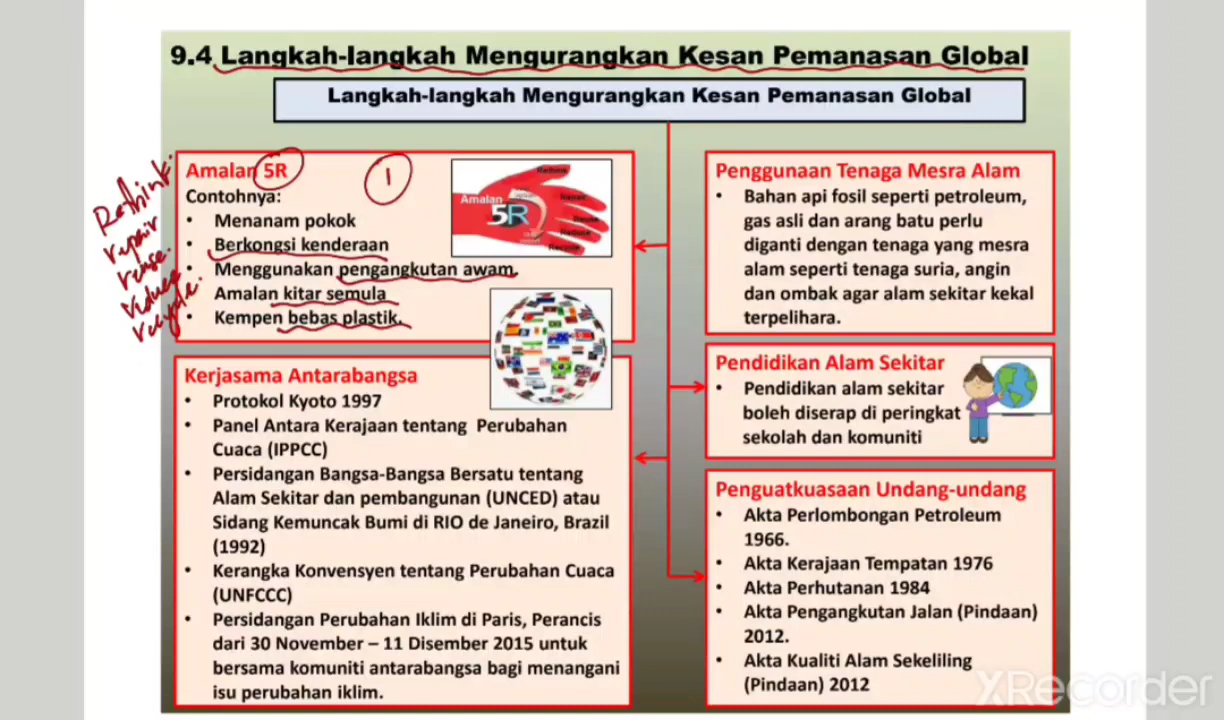 9.4 Langkah-langkah Mengurangkan Kesan Pemanasan Global
Langkah-langkah Mengurangkan Kesan Pemanasan Global
Amalan 5R
1
Contohnya:
• Menanam pokok
• Berkongsi kenderaan
• Menggunakan pengangkutan awam.
• Amalan kitar semula
• Kempen bebas plastik.
Rethink.
repair
reuse.
reduce
recycle.
Amalan
5R
Rethink
Repair
Reuse
Reduce
Recycle
Kerjasama Antarabangsa
• Protokol Kyoto 1997
• Panel Antara Kerajaan tentang Perubahan
Cuaca (IPPCC)
• Persidangan Bangsa-Bangsa Bersatu tentang
Alam Sekitar dan pembangunan (UNCED) atau
Sidang Kemuncak Bumi di RIO de Janeiro, Brazil
(1992)
• Kerangka Konvensyen tentang Perubahan Cuaca
(UNFCCC)
• Persidangan Perubahan Iklim di Paris, Perancis
dari 30 November – 11 Disember 2015 untuk
bersama komuniti antarabangsa bagi menangani
isu perubahan iklim.
Penggunaan Tenaga Mesra Alam
• Bahan api fosil seperti petroleum,
gas asli dan arang batu perlu
diganti dengan tenaga yang mesra
alam seperti tenaga suria, angin
dan ombak agar alam sekitar kekal
terpelihara.
Pendidikan Alam Sekitar
• Pendidikan alam sekitar
boleh diserap di peringkat
sekolah dan komuniti
Penguatkuasaan Undang-undang
• Akta Perlombongan Petroleum
1966.
• Akta Kerajaan Tempatan 1976
• Akta Perhutanan 1984
• Akta Pengangkutan Jalan (Pindaan)
2012.
• Akta Kualiti Alam Sekeliling
(Pindaan) 2012
XRecorder